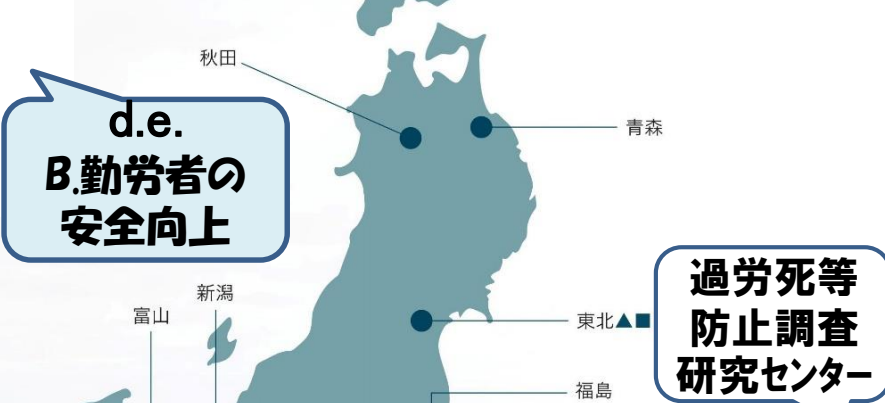 秋田
青森
d.e.
B.勤労者の
安全向上
新潟
富山
東北▲■
過労死等
防止調査
研究センター
福島